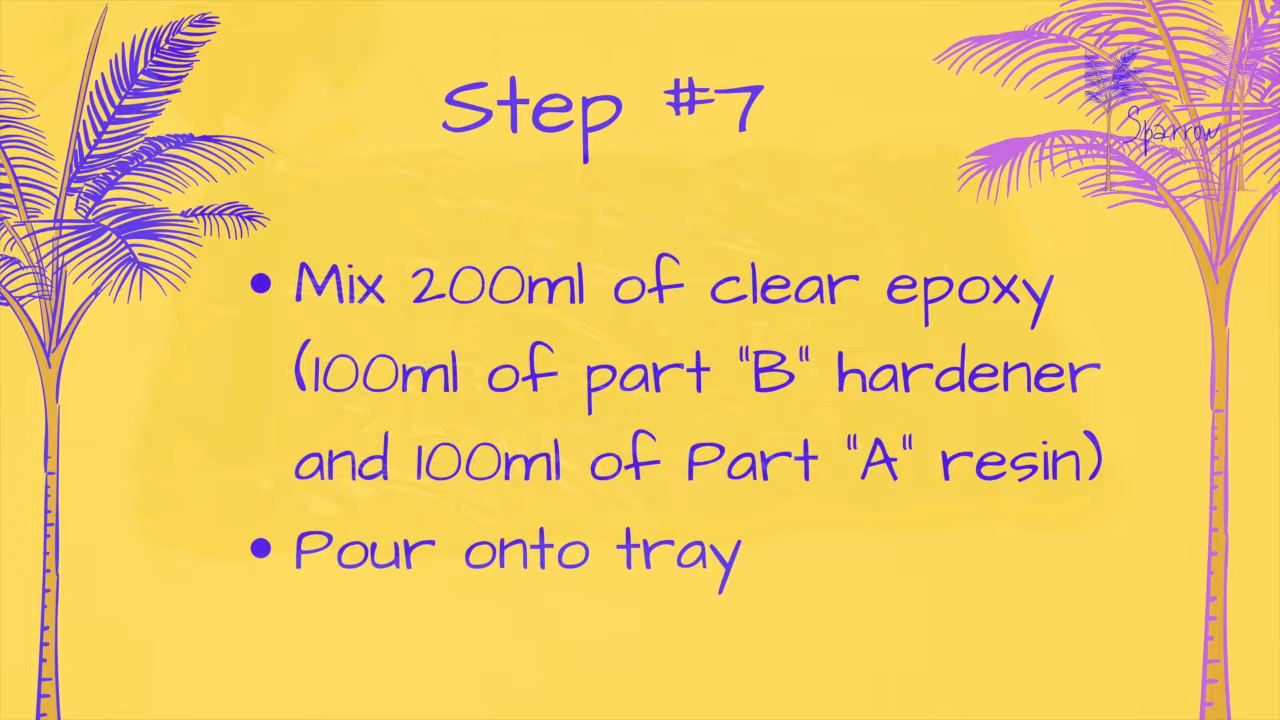 Step #7
Sparrow
• Mix 200ml of clear epoxy
(100ml of part "B" hardener
and 100ml of Part "A" resin)
• Pour onto tray